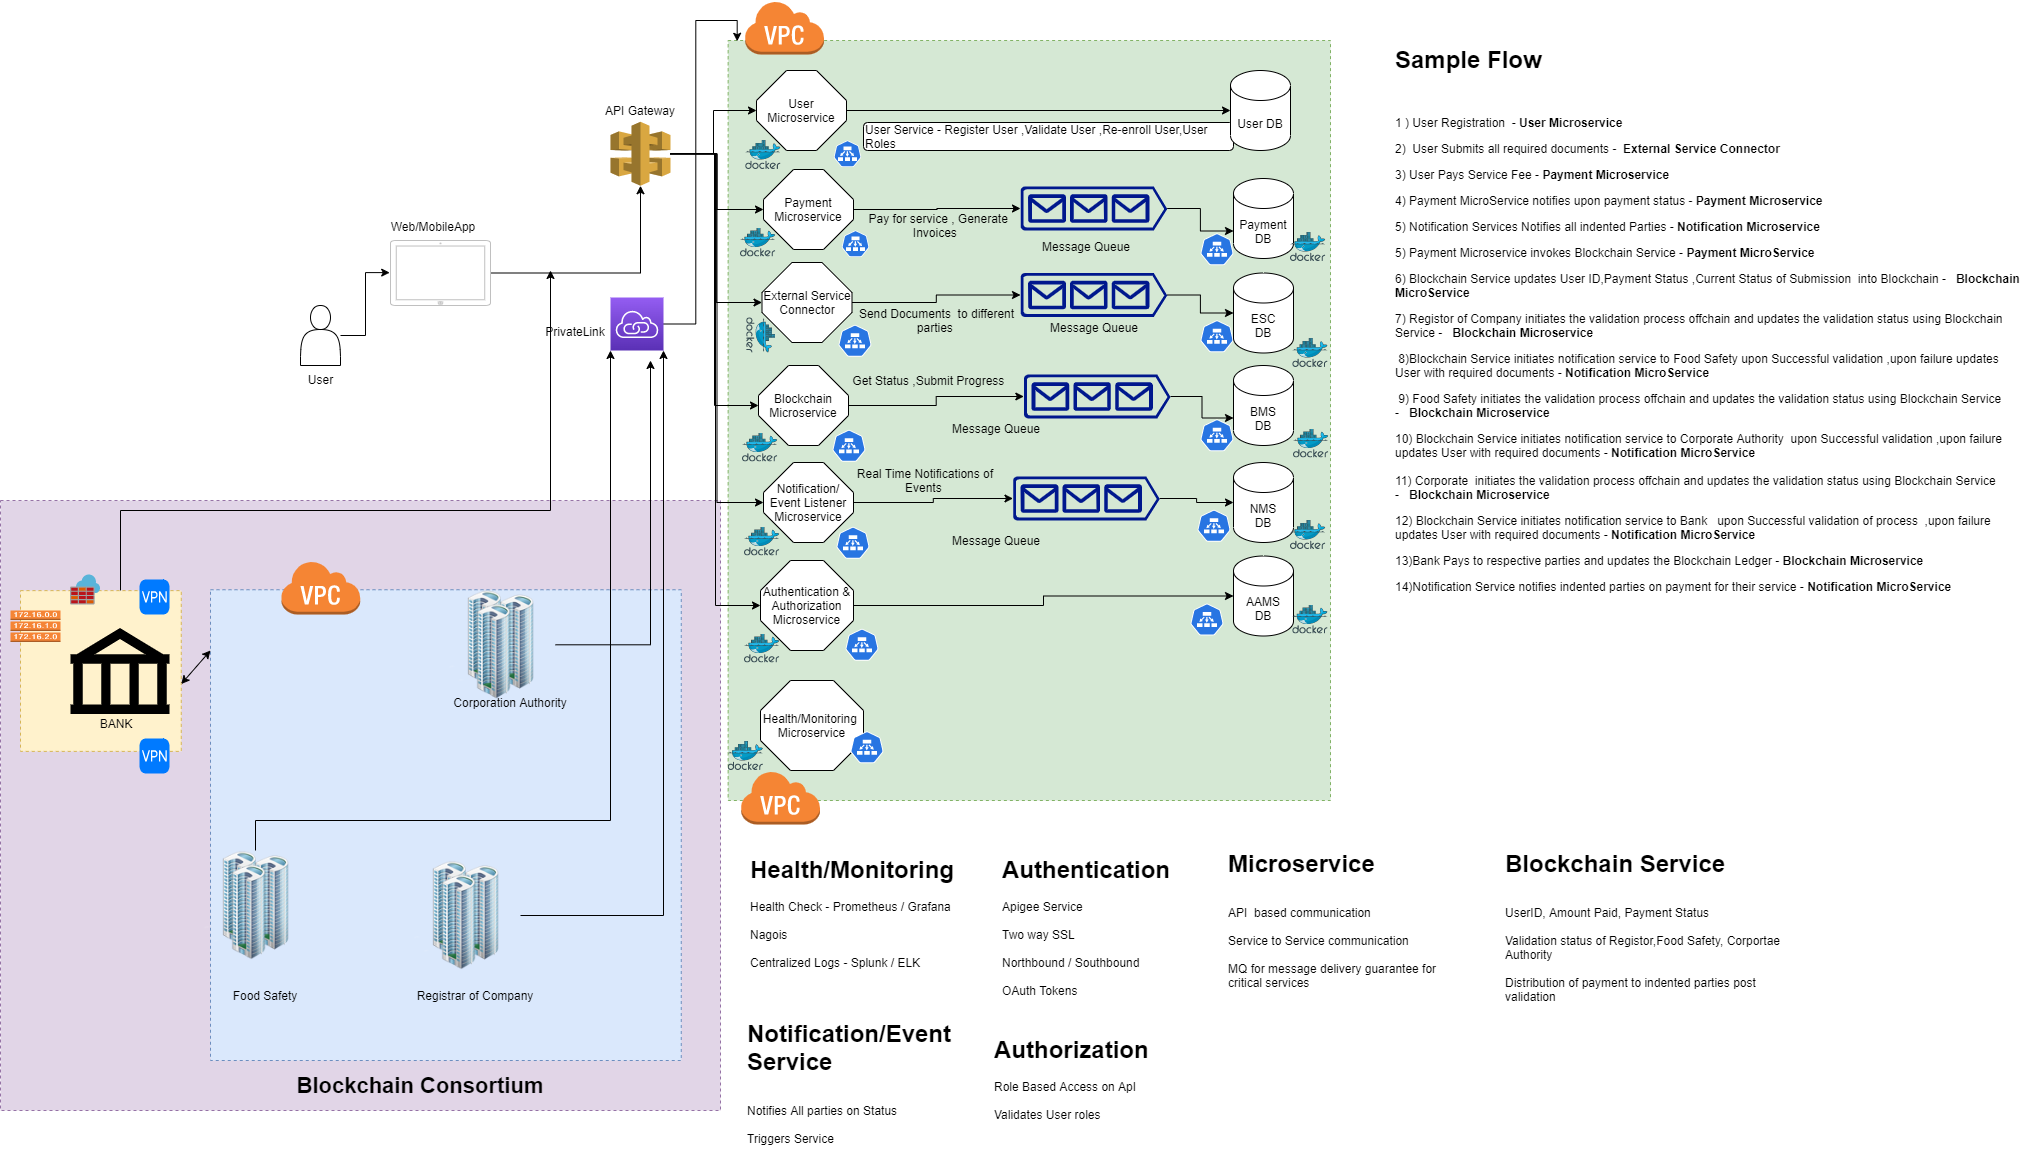 VPC
Sample Flow
API Gateway
User
Microservice
User DB
User Service - Register User ,Validate User ,Re-enroll User,User
Roles
docker
1 ) User Registration  - User Microservice
2)  User Submits all required documents -  External Service Connector
3) User Pays Service Fee - Payment Microservice
4) Payment MicroService notifies upon payment status - Payment Microservice
5) Notification Services Notifies all indented Parties - Notification Microservice
5) Payment Microservice invokes Blockchain Service - Payment MicroService
6) Blockchain Service updates User ID,Payment Status ,Current Status of Submission  into Blockchain -   Blockchain
MicroService
7) Registor of Company initiates the validation process offchain and updates the validation status using Blockchain
Service -   Blockchain Microservice
8)Blockchain Service initiates notification service to Food Safety upon Successful validation ,upon failure updates
User with required documents - Notification MicroService
9) Food Safety initiates the validation process offchain and updates the validation status using Blockchain Service
-   Blockchain Microservice
10) Blockchain Service initiates notification service to Corporate Authority  upon Successful validation ,upon failure
updates User with required documents - Notification MicroService
11) Corporate  initiates the validation process offchain and updates the validation status using Blockchain Service
-   Blockchain Microservice
12) Blockchain Service initiates notification service to Bank   upon Successful validation of process  ,upon failure
updates User with required documents - Notification MicroService
13)Bank Pays to respective parties and updates the Blockchain Ledger - Blockchain Microservice
14)Notification Service notifies indented parties on payment for their service - Notification MicroService
Payment
Microservice
Pay for service , Generate
Invoices
Message Queue
Payment
DB
docker
docker
Web/MobileApp
User
PrivateLink
External Service
Connector
Send Documents  to different
parties
Message Queue
ESC
DB
docker
docker
Blockchain
Microservice
Get Status ,Submit Progress
Message Queue
BMS
DB
docker
docker
Notification/
Event Listener
Microservice
Real Time Notifications of
Events
Message Queue
NMS
DB
docker
docker
Authentication &
Authorization
Microservice
AAMS
DB
docker
docker
Health/Monitoring
Microservice
docker
VPC
VPC
VPN
172.16.0.0
172.16.1.0
172.16.2.0
BANK
VPN
Corporation Authority
Food Safety
Registrar of Company
Blockchain Consortium
Health/Monitoring
Health Check - Prometheus / Grafana
Nagois
Centralized Logs - Splunk / ELK
Authentication
Apigee Service
Two way SSL
Northbound / Southbound
OAuth Tokens
Microservice
API  based communication
Service to Service communication
MQ for message delivery guarantee for
critical services
Blockchain Service
UserID, Amount Paid, Payment Status
Validation status of Registor,Food Safety, Corportae
Authority
Distribution of payment to indented parties post
validation
Notification/Event
Service
Notifies All parties on Status
Triggers Service
Authorization
Role Based Access on ApI
Validates User roles